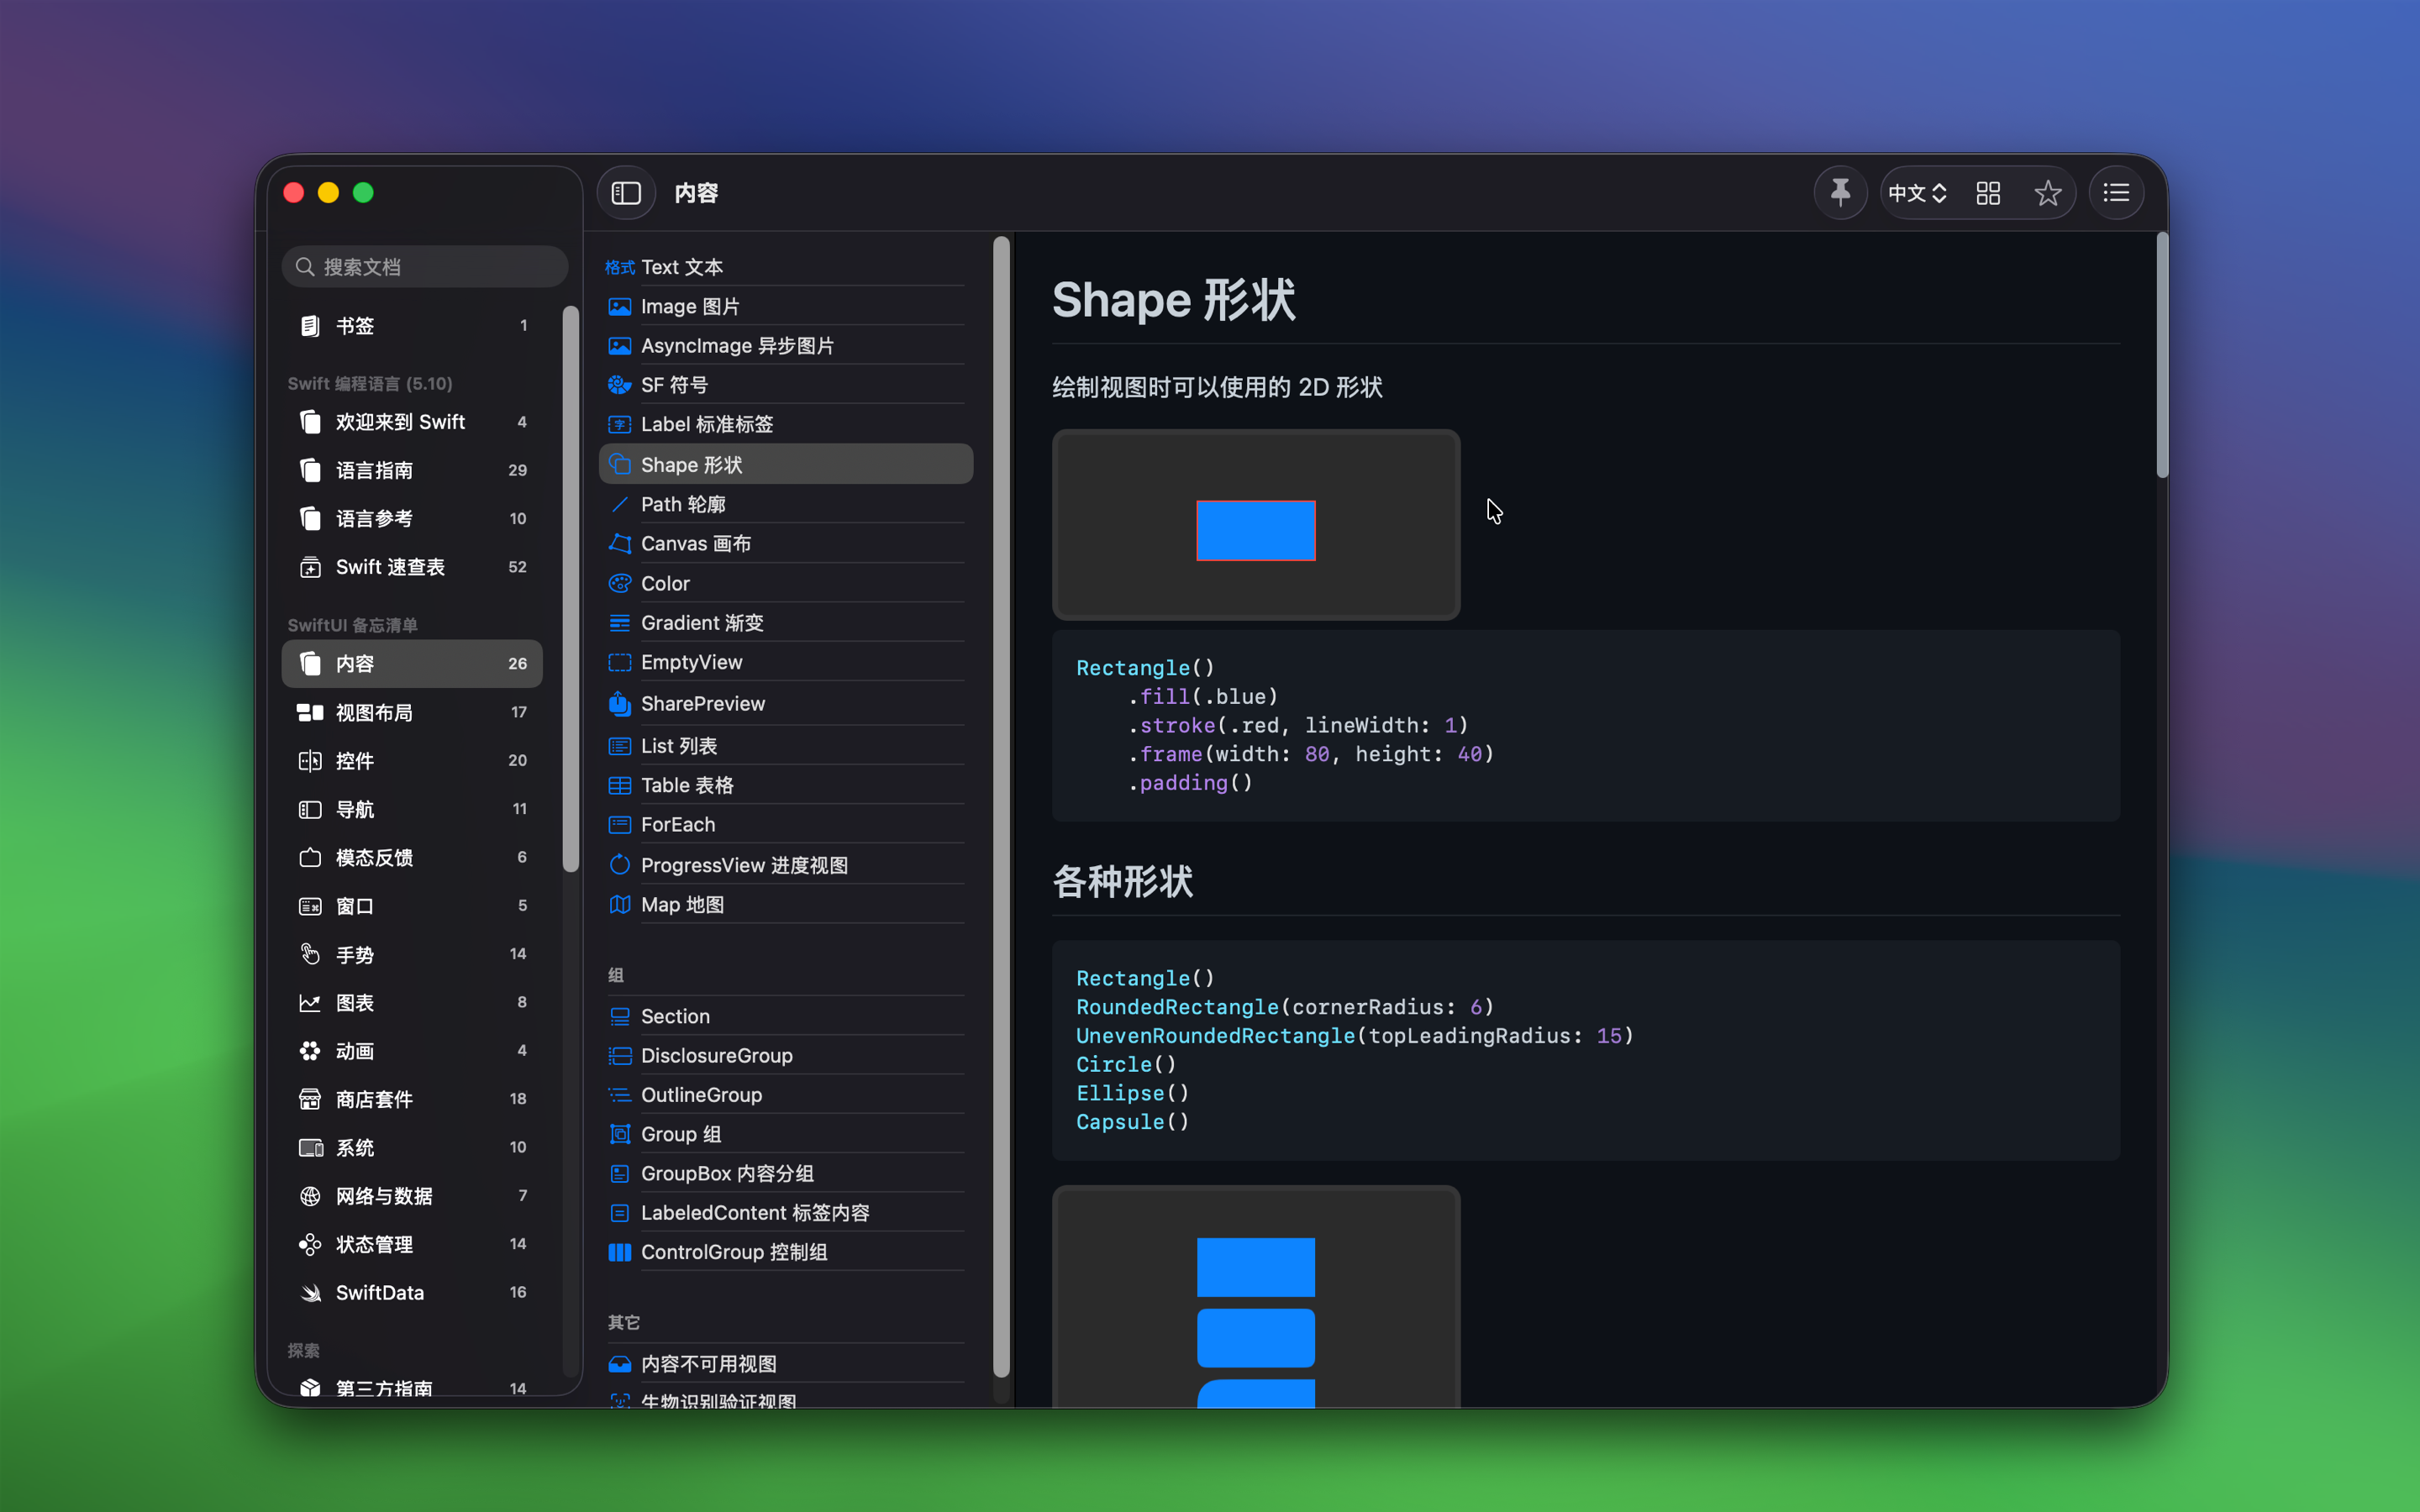 内容
中文
搜索文档
书签 1
Swift 编程语言 (5.10)
欢迎来到 Swift 4
语言指南 29
语言参考 10
Swift 速查表 52
SwiftUI 备忘清单
内容 26
视图布局 17
控件 20
导航 11
模态反馈 6
窗口 5
手势 14
图表 8
动画 4
商店套件 18
系统 10
网络与数据 7
状态管理 14
SwiftData 16
探索
第三方指南 14
格式 Text 文本
Image 图片
AsyncImage 异步图片
SF 符号
字 Label 标准标签
Shape 形状
Path 轮廓
Canvas 画布
Color
Gradient 渐变
EmptyView
SharePreview
List 列表
Table 表格
ForEach
ProgressView 进度视图
Map 地图
组
Section
DisclosureGroup
OutlineGroup
Group 组
GroupBox 内容分组
LabeledContent 标签内容
ControlGroup 控制组
其它
内容不可用视图
生物识别验证视图
Shape 形状
绘制视图时可以使用的 2D 形状
Rectangle()
    .fill(.blue)
    .stroke(.red, lineWidth: 1)
    .frame(width: 80, height: 40)
    .padding()
各种形状
Rectangle()
RoundedRectangle(cornerRadius: 6)
UnevenRoundedRectangle(topLeadingRadius: 15)
Circle()
Ellipse()
Capsule()